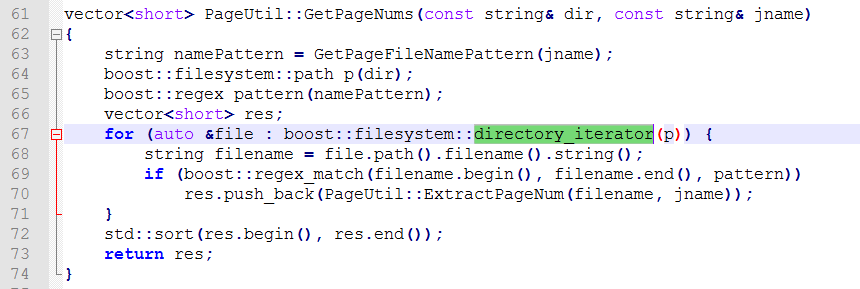 61 vector<short> PageUtil::GetPageNums(const string& dir, const string& jname)
62 {
63     string namePattern = GetPageFileNamePattern(jname);
64     boost::filesystem::path p(dir);
65     boost::regex pattern(namePattern);
66     vector<short> res;
67     for (auto &file : boost::filesystem::directory_iterator(p)) {
68         string filename = file.path().filename().string();
69         if (boost::regex_match(filename.begin(), filename.end(), pattern))
70             res.push_back(PageUtil::ExtractPageNum(filename, jname));
71     }
72     std::sort(res.begin(), res.end());
73     return res;
74 }